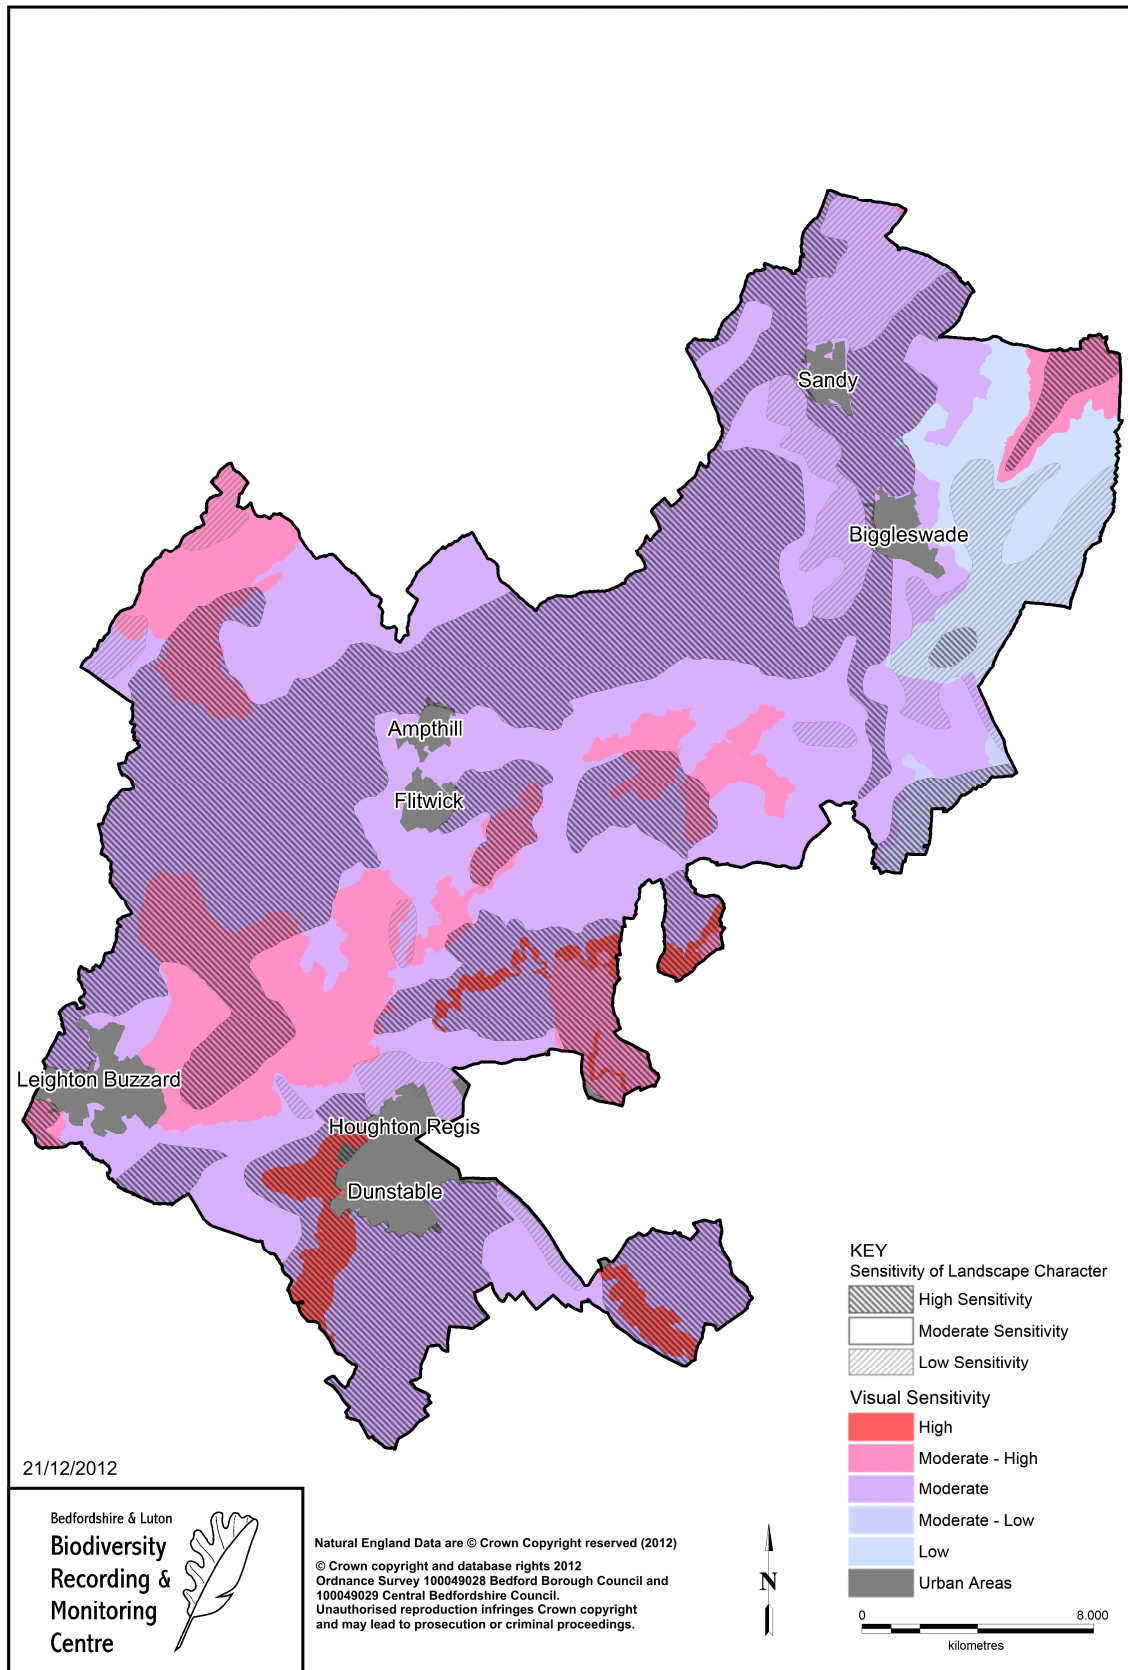 Sandy
Biggleswade
Ampthill
Flitwick
Leighton Buzzard
Houghton Regis
Dunstable
KEY
Sensitivity of Landscape Character
High Sensitivity
Moderate Sensitivity
Low Sensitivity
Visual Sensitivity
High
Moderate - High
Moderate
Moderate - Low
Low
Urban Areas
0 8.000
kilometres
N
21/12/2012
Bedfordshire & Luton
Biodiversity
Recording &
Monitoring
Centre
Natural England Data are © Crown Copyright reserved (2012)
© Crown copyright and database rights 2012
Ordnance Survey 100049028 Bedford Borough Council and
100049029 Central Bedfordshire Council.
Unauthorised reproduction infringes Crown copyright
and may lead to prosecution or criminal proceedings.